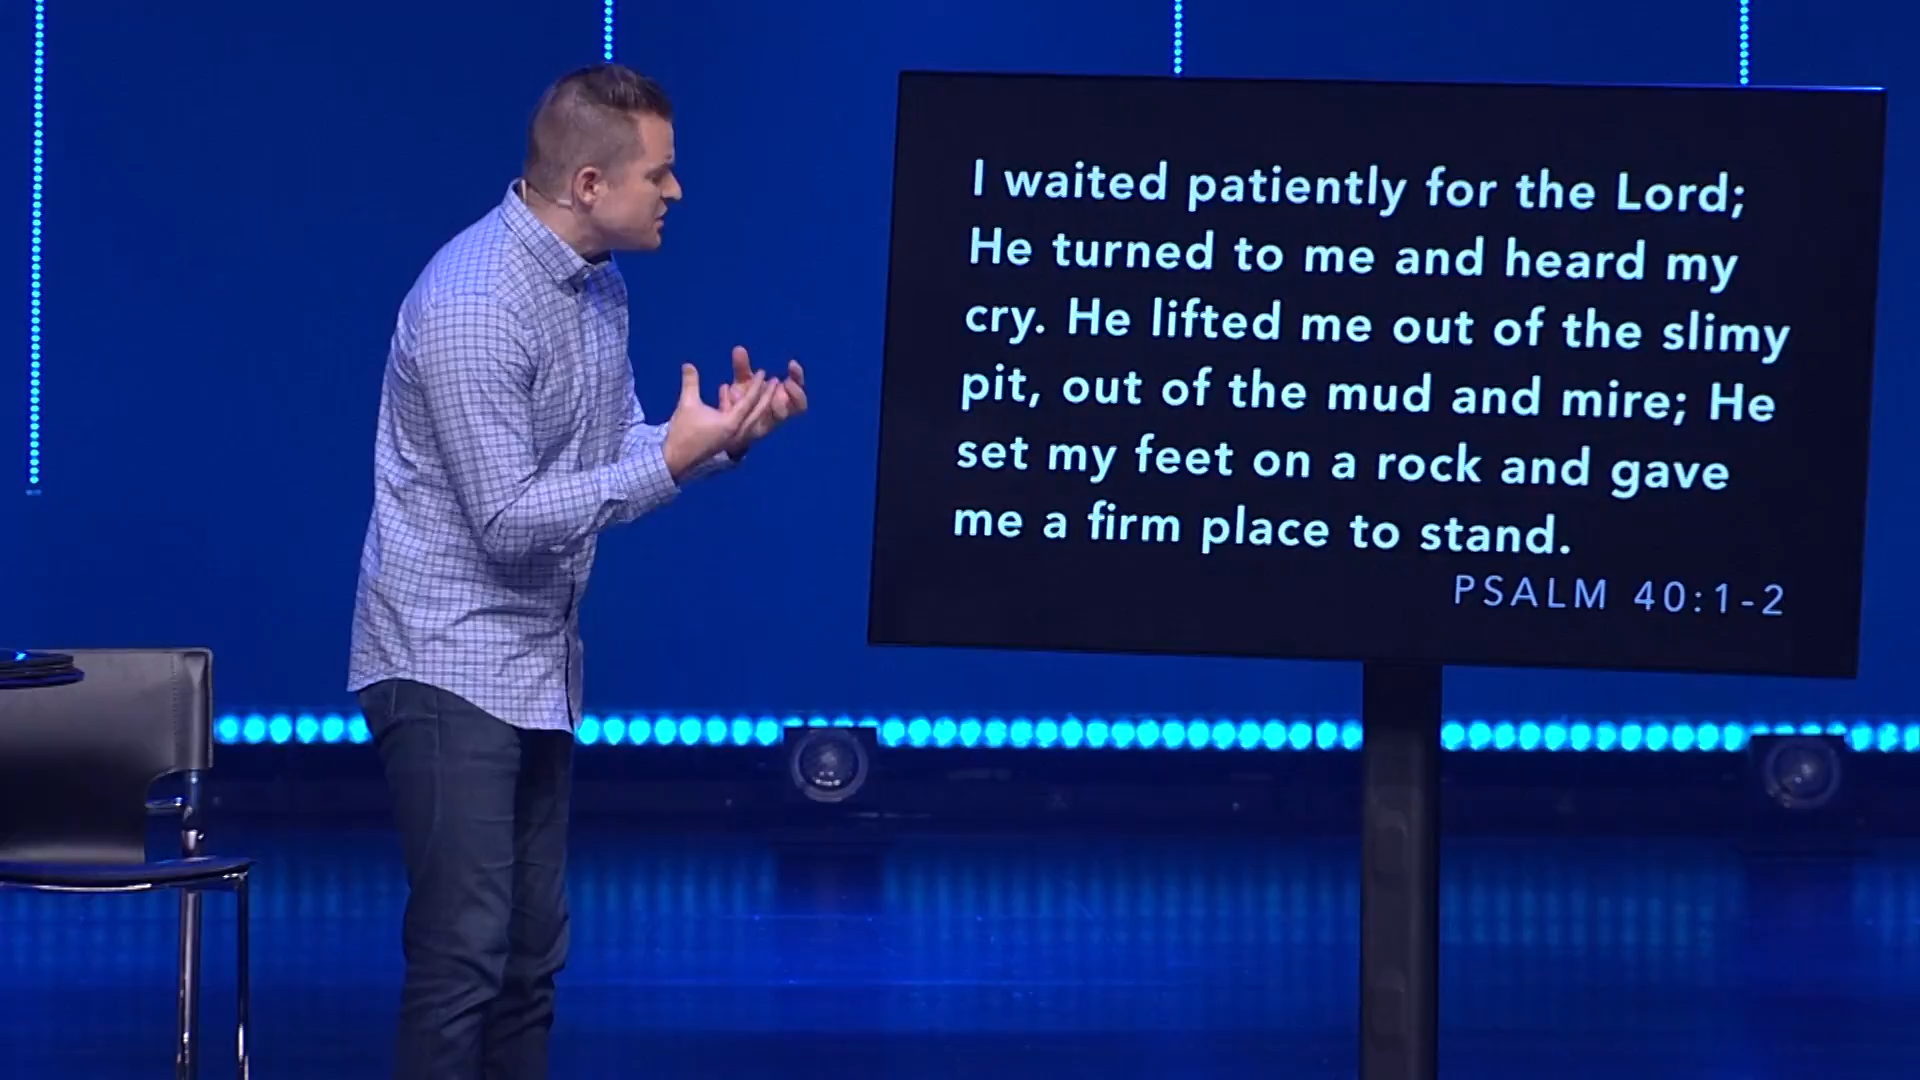 I waited patiently for the Lord;
He turned to me and heard my
cry. He lifted me out of the slimy
pit, out of the mud and mire; He
set my feet on a rock and gave
me a firm place to stand.
PSALM 40:1-2